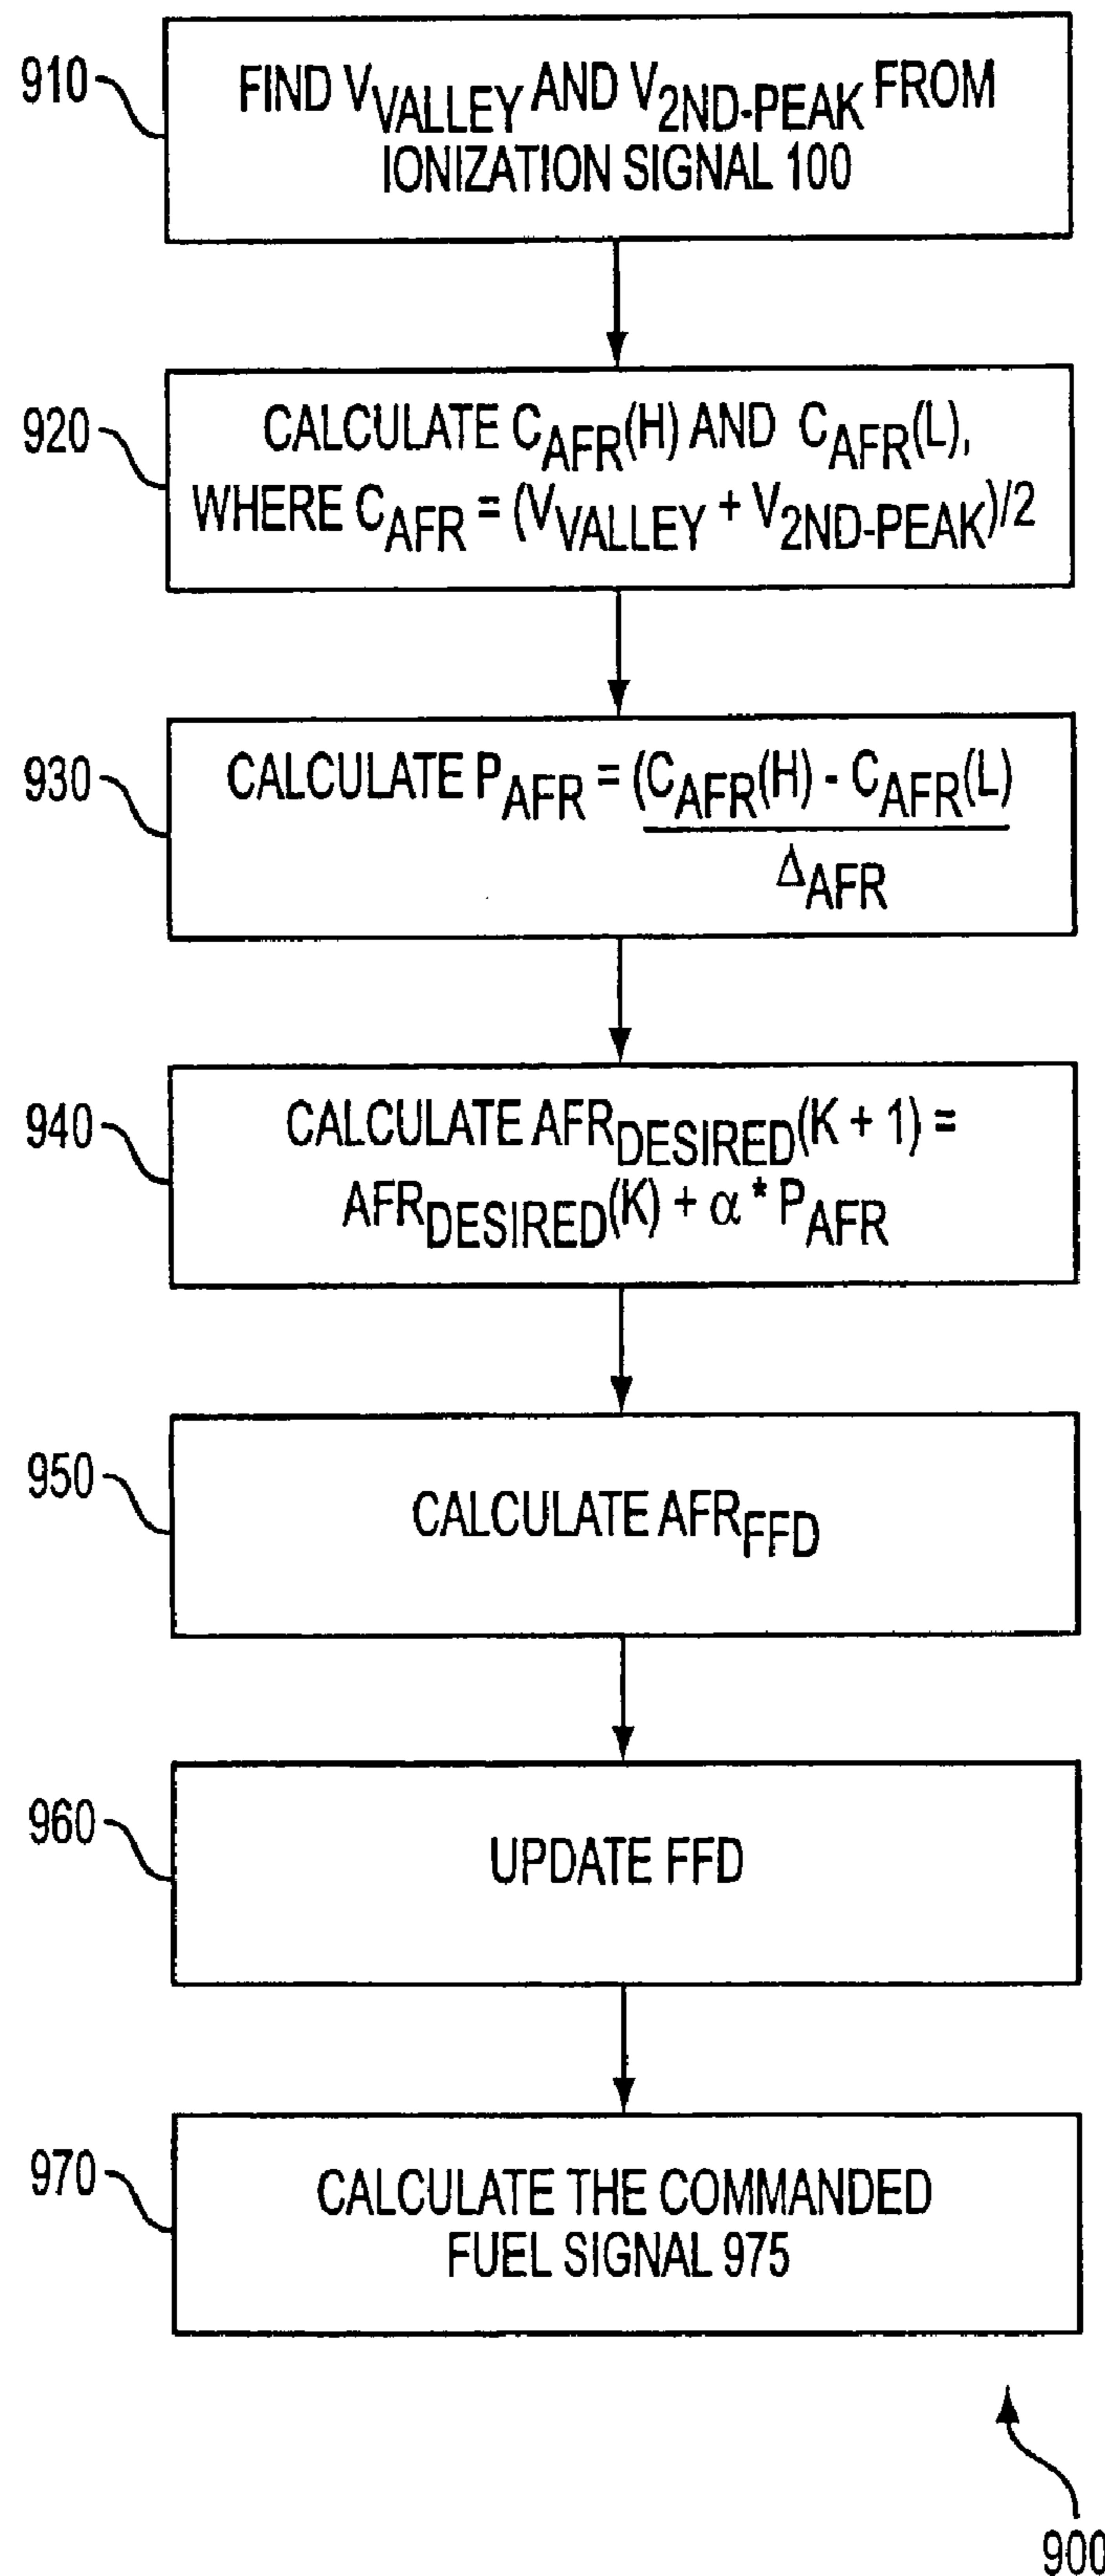 910
FIND VVALLEY AND V2ND-PEAK FROM
IONIZATION SIGNAL 100
920
CALCULATE CAFR(H) AND CAFR(L),
WHERE CAFR = (VVALLEY + V2ND-PEAK)/2
930
CALCULATE PAFR = (CAFR(H) - CAFR(L)
ΔAFR
940
CALCULATE AFRDESIRED(K + 1) =
AFRDESIRED(K) + α * PAFR
950
CALCULATE AFRFFD
960
UPDATE FFD
970
CALCULATE THE COMMANDED
FUEL SIGNAL 975
900